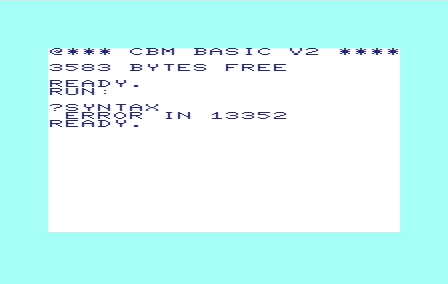 @*** CBM BASIC V2 ****
3583 BYTES FREE
READY.
RUN:
?SYNTAX
ERROR IN 13352
READY.